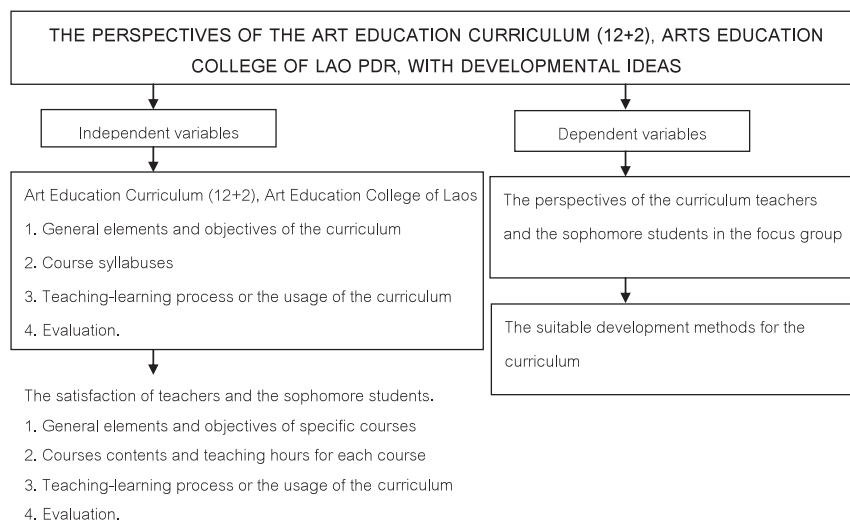 THE PERSPECTIVES OF THE ART EDUCATION CURRICULUM (12+2), ARTS EDUCATION
COLLEGE OF LAO PDR, WITH DEVELOPMENTAL IDEAS
Independent variables
Dependent variables
Art Education Curriculum (12+2), Art Education College of Laos
1. General elements and objectives of the curriculum
2. Course syllabuses
3. Teaching-learning process or the usage of the curriculum
4. Evaluation.
The perspectives of the curriculum teachers
and the sophomore students in the focus group
The suitable development methods for the
curriculum
The satisfaction of teachers and the sophomore students.
1. General elements and objectives of specific courses
2. Courses contents and teaching hours for each course
3. Teaching-learning process or the usage of the curriculum
4. Evaluation.